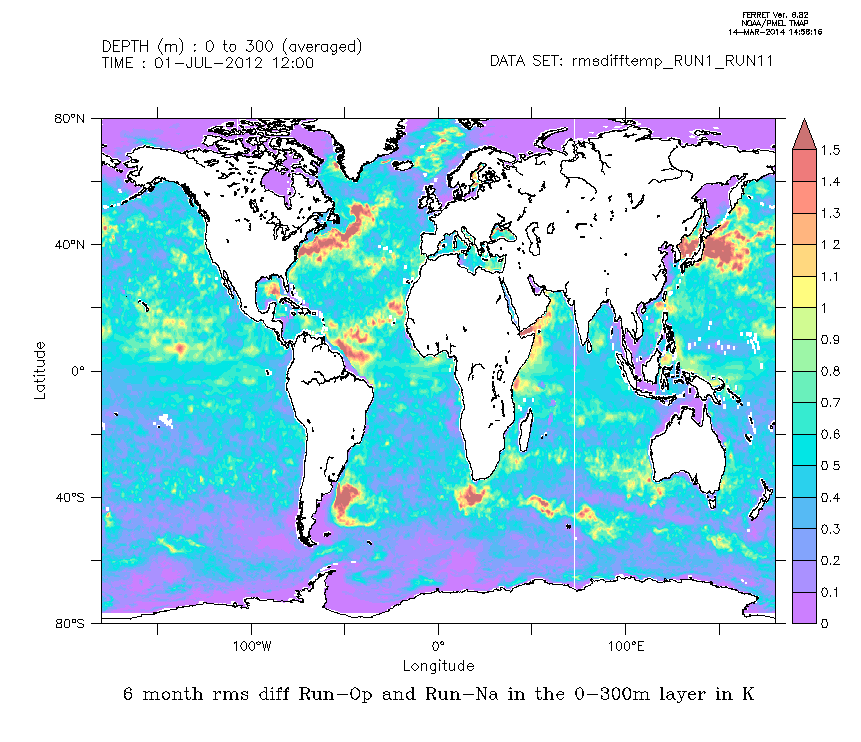 FERRET Ver. 6.82
NOAA/PMEL TMAP
14-MAR-2014 14:56:16
DEPTH (m) : 0 to 300 (averaged)
TIME : 01-JUL-2012 12:00
DATA SET: rmsdifftemp_RUN1_RUN11
80°N
40°N
0°
40°S
80°S
Latitude
100°W
0°
100°E
Longitude
1.5
1.4
1.3
1.2
1.1
1
0.9
0.8
0.7
0.6
0.5
0.4
0.3
0.2
0.1
0
6 month rms diff Run-Op and Run-Na in the 0-300m layer in K